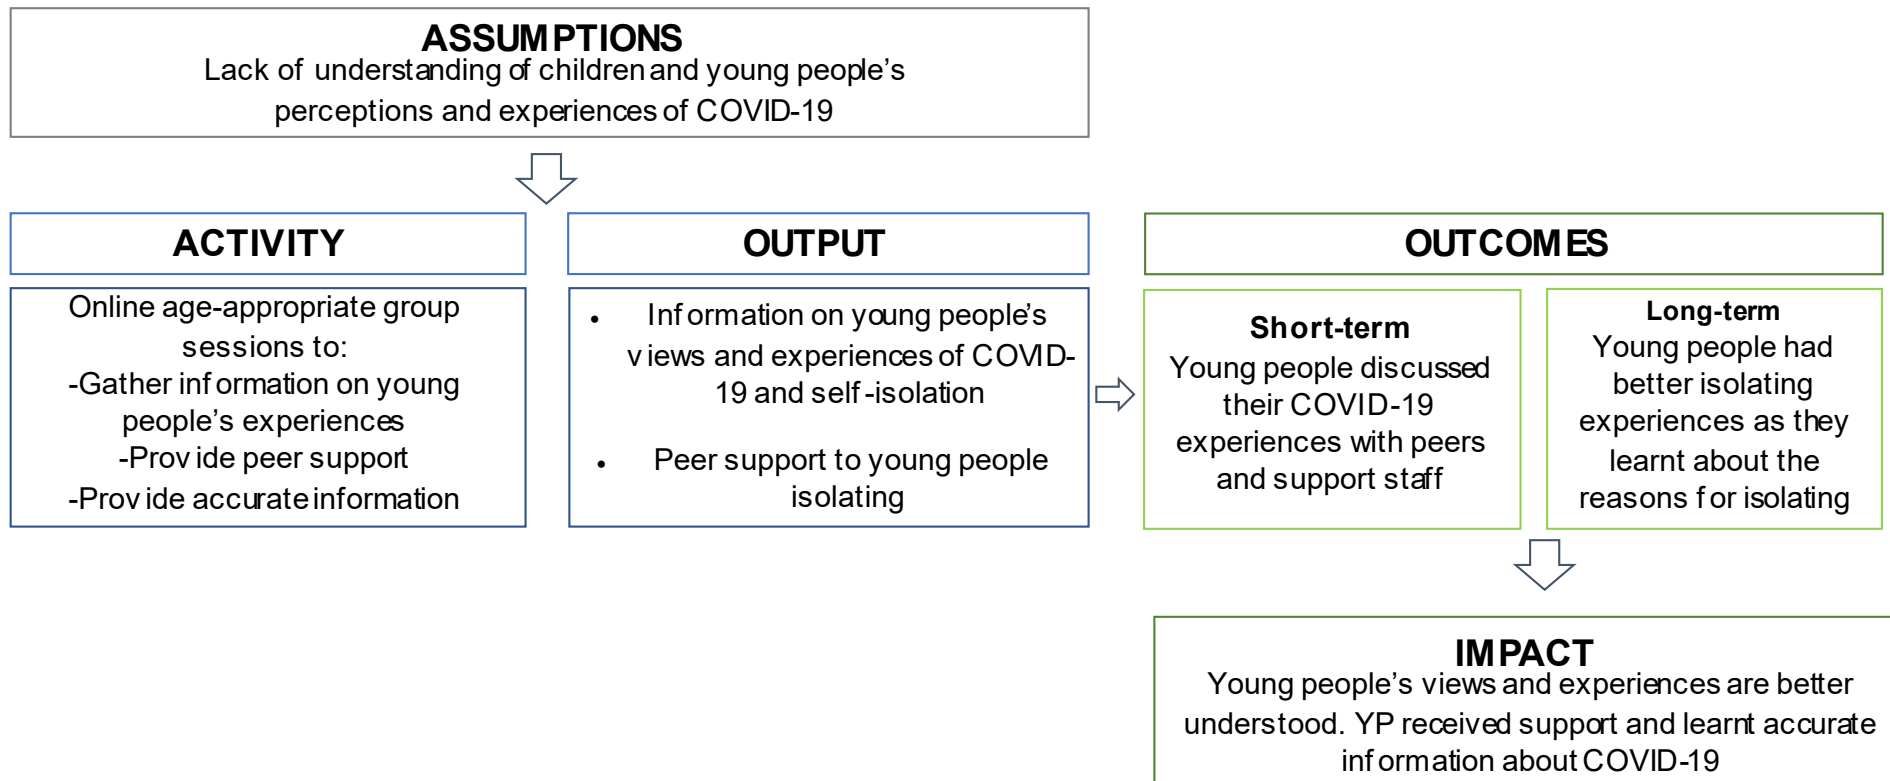 ASSUMPTIONS
Lack of understanding of children and young people's
perceptions and experiences of COVID-19
ACTIVITY
Online age-appropriate group
sessions to:
-Gather information on young
people's experiences
-Provide peer support
-Provide accurate information
OUTPUT
• Information on young people's
views and experiences of COVID-
19 and self-isolation
• Peer support to young people
isolating
OUTCOMES
Short-term
Young people discussed
their COVID-19
experiences with peers
and support staff
Long-term
Young people had
better isolating
experiences as they
learnt about the
reasons for isolating
IMPACT
Young people's views and experiences are better
understood. YP received support and learnt accurate
information about COVID-19